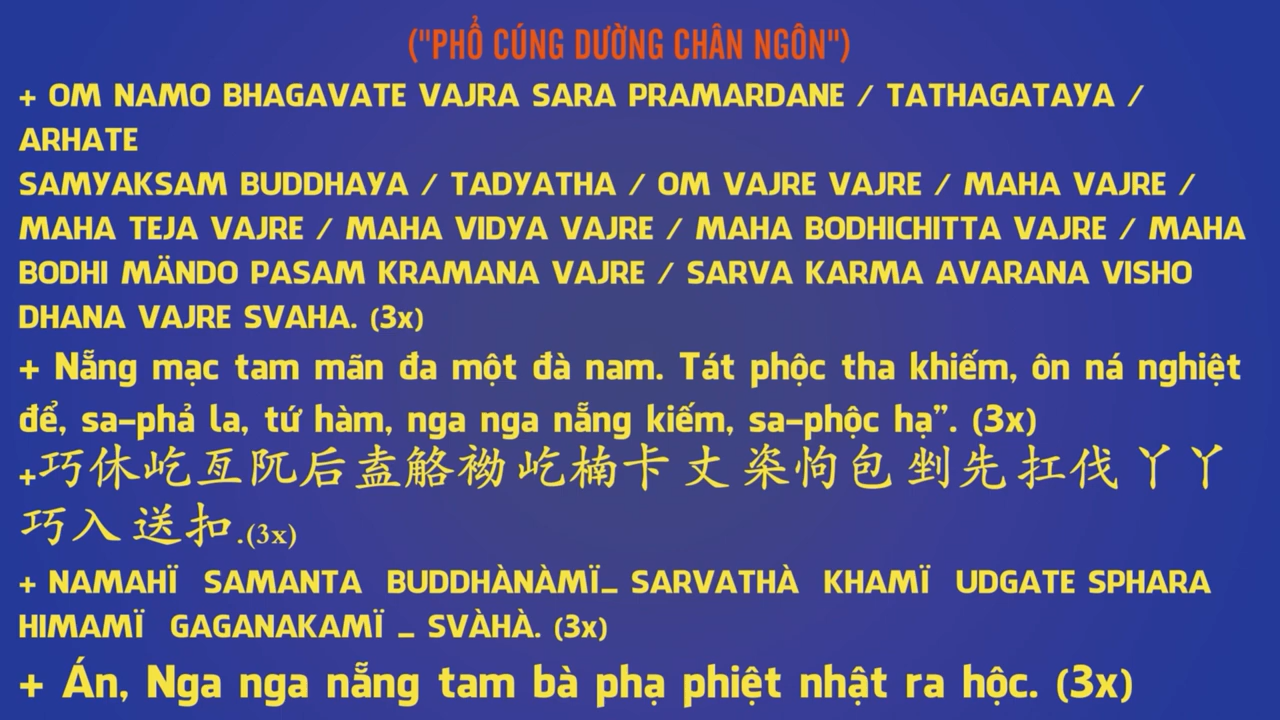 ("PHỔ CÚNG DƯỜNG CHÂN NGÔN")
+ OM NAMO BHAGAVATE VAJRA SARA PRAMARDANE / TATHAGATAYA /
ARHATE
SAMYAKSAM BUDDHAYA / TADYATHA / OM VAJRE VAJRE / MAHA VAJRE /
MAHA TEJA VAJRE / MAHA VIDYA VAJRE / MAHA BODHICHITTA VAJRE / MAHA
BODHI MÄNDO PASAM KRAMANA VAJRE / SARVA KARMA AVARANA VISHO
DHANA VAJRE SVAHA. (3x)
+ Nẵng mạc tam mãn đa một đà nam. Tát phộc tha khiếm, ôn ná nghiệt
để, sa-phả la, tứ hàm, nga nga nẵng kiếm, sa-phộc hạ”. (3x)
+巧休屹亙阢后盍觡袎屹楠卡丈 楶怐包 剉先 扛伐 丫丫
巧入 送扣.(3x)
+ NAMAHÏ SAMANTA BUDDHÀNÀMÏ_ SARVATHÀ KHAMÏ UDGATE SPHARA
HIMAMÏ GAGANAKAMÏ _ SVÀHÀ. (3x)
+ Án, Nga nga nẵng tam bà phạ phiệt nhật ra hộc. (3x)